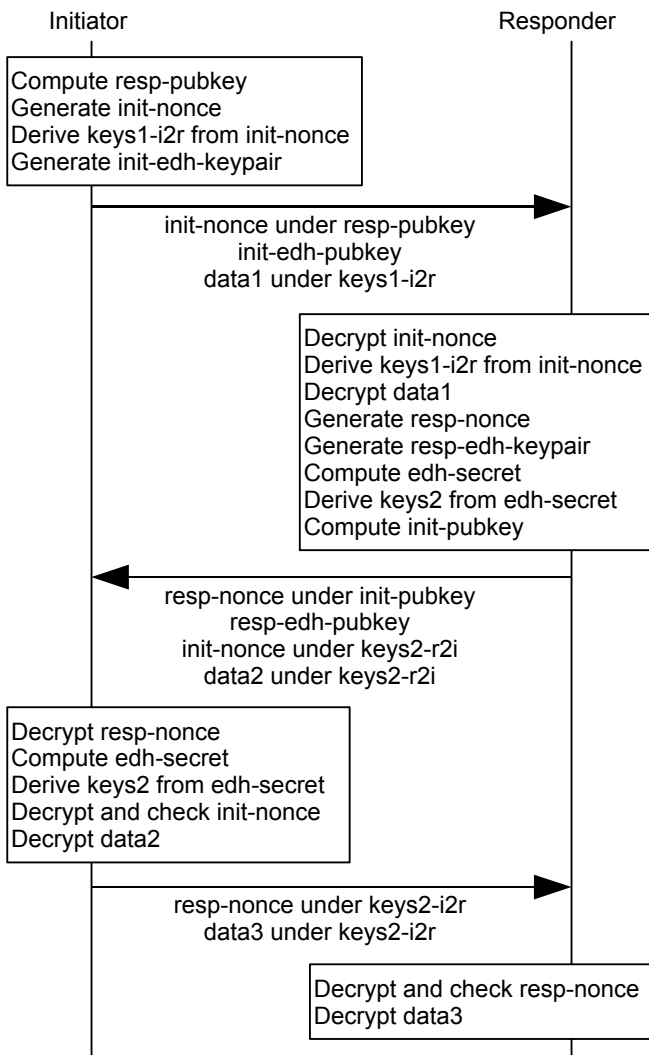 Initiator
Responder
Compute resp-pubkey
Generate init-nonce
Derive keys1-i2r from init-nonce
Generate init-edh-keypair
init-nonce under resp-pubkey
init-edh-pubkey
data1 under keys1-i2r
Decrypt init-nonce
Derive keys1-i2r from init-nonce
Decrypt data1
Generate resp-nonce
Generate resp-edh-keypair
Compute edh-secret
Derive keys2 from edh-secret
Compute init-pubkey
resp-nonce under init-pubkey
resp-edh-pubkey
init-nonce under keys2-r2i
data2 under keys2-r2i
Decrypt resp-nonce
Compute edh-secret
Derive keys2 from edh-secret
Decrypt and check init-nonce
Decrypt data2
resp-nonce under keys2-i2r
data3 under keys2-i2r
Decrypt and check resp-nonce
Decrypt data3